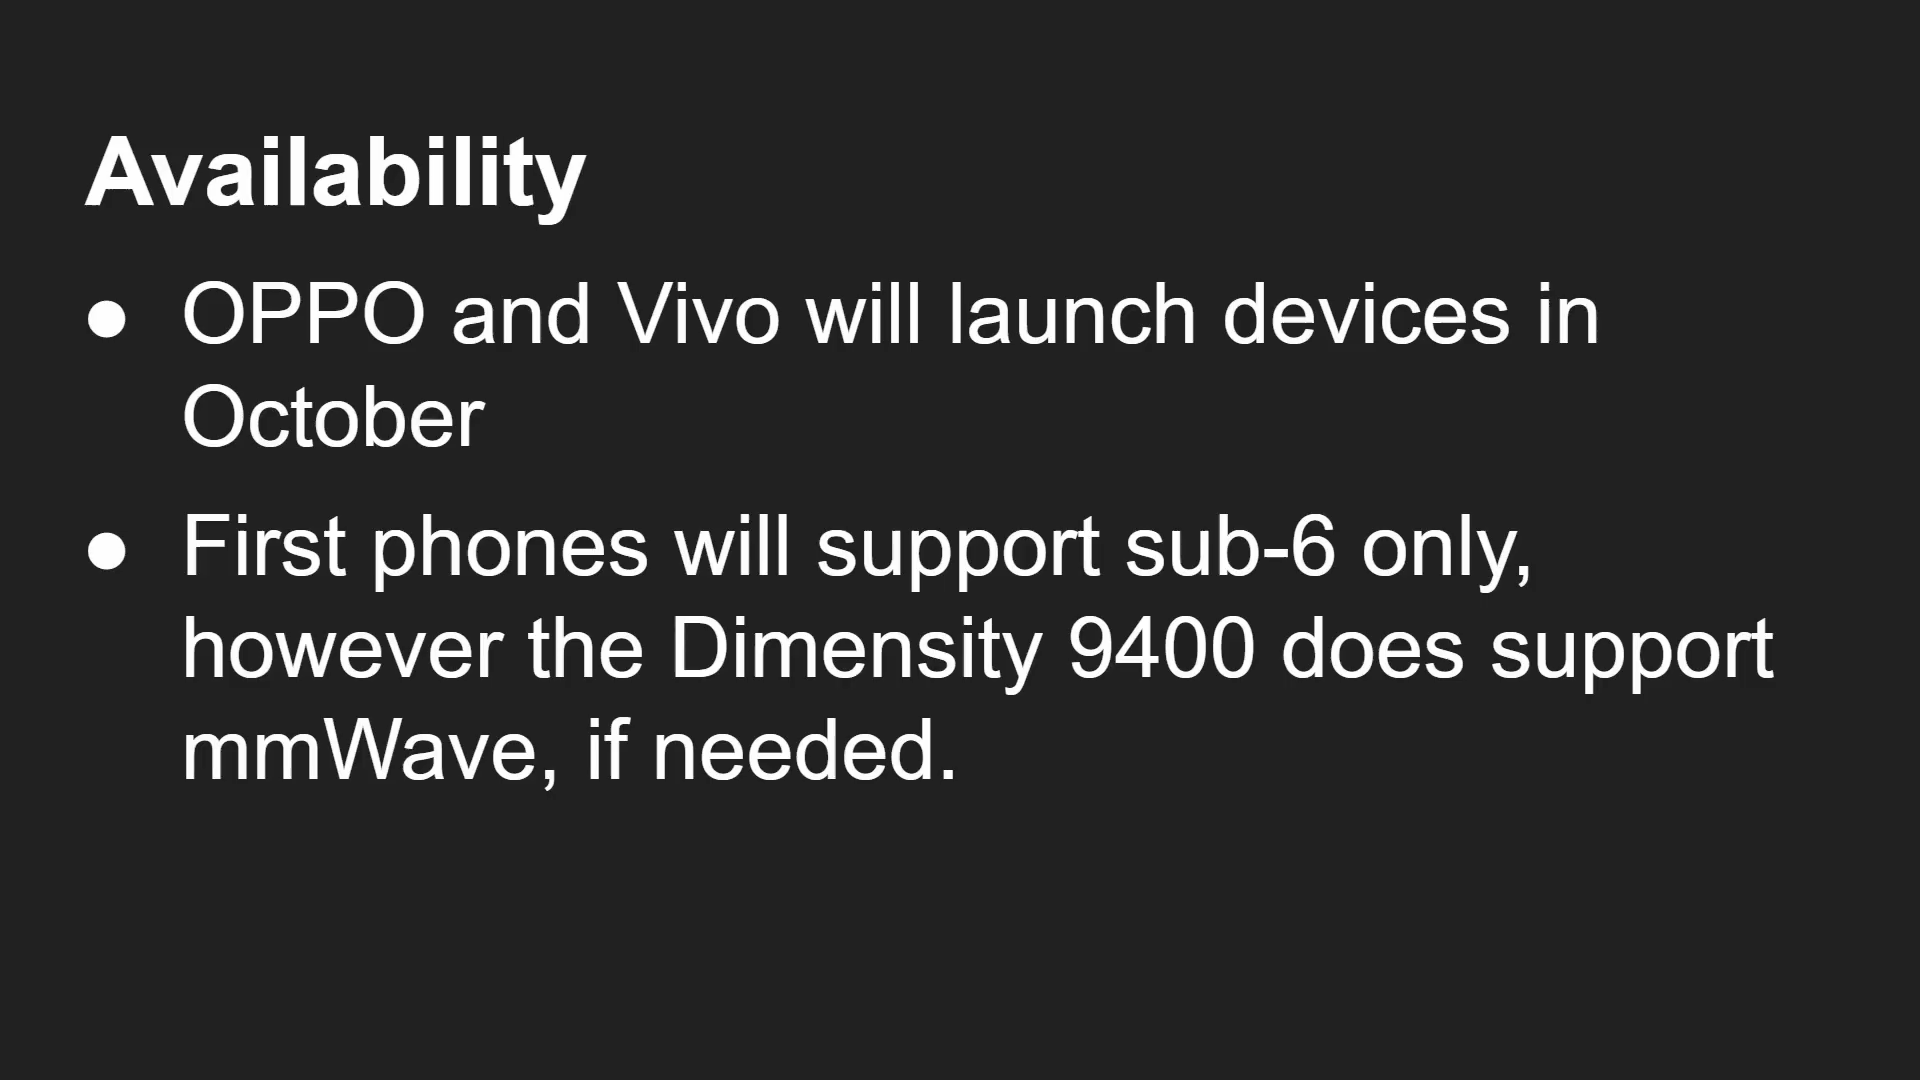 Availability
● OPPO and Vivo will launch devices in
October
● First phones will support sub-6 only,
however the Dimensity 9400 does support
mmWave, if needed.